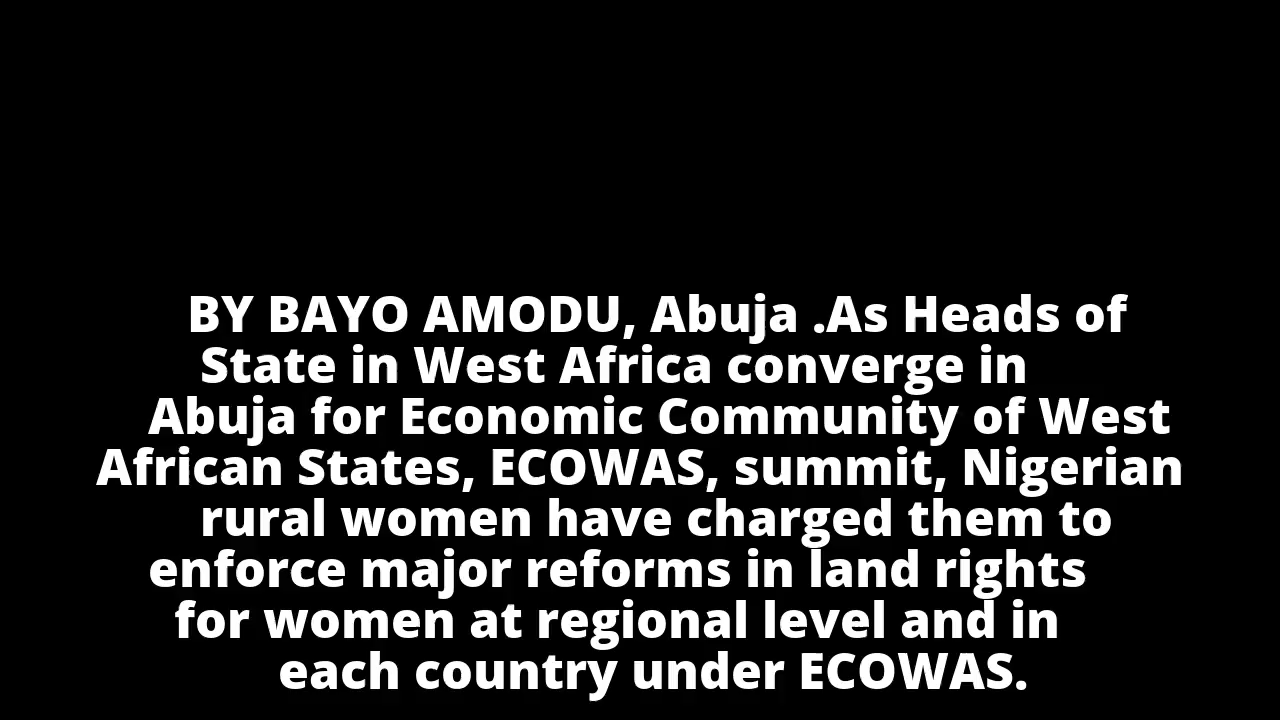 BY BAYO AMODU, Abuja .As Heads of
State in West Africa converge in
Abuja for Economic Community of West
African States, ECOWAS, summit, Nigerian
rural women have charged them to
enforce major reforms in land rights
for women at regional level and in
each country under ECOWAS.